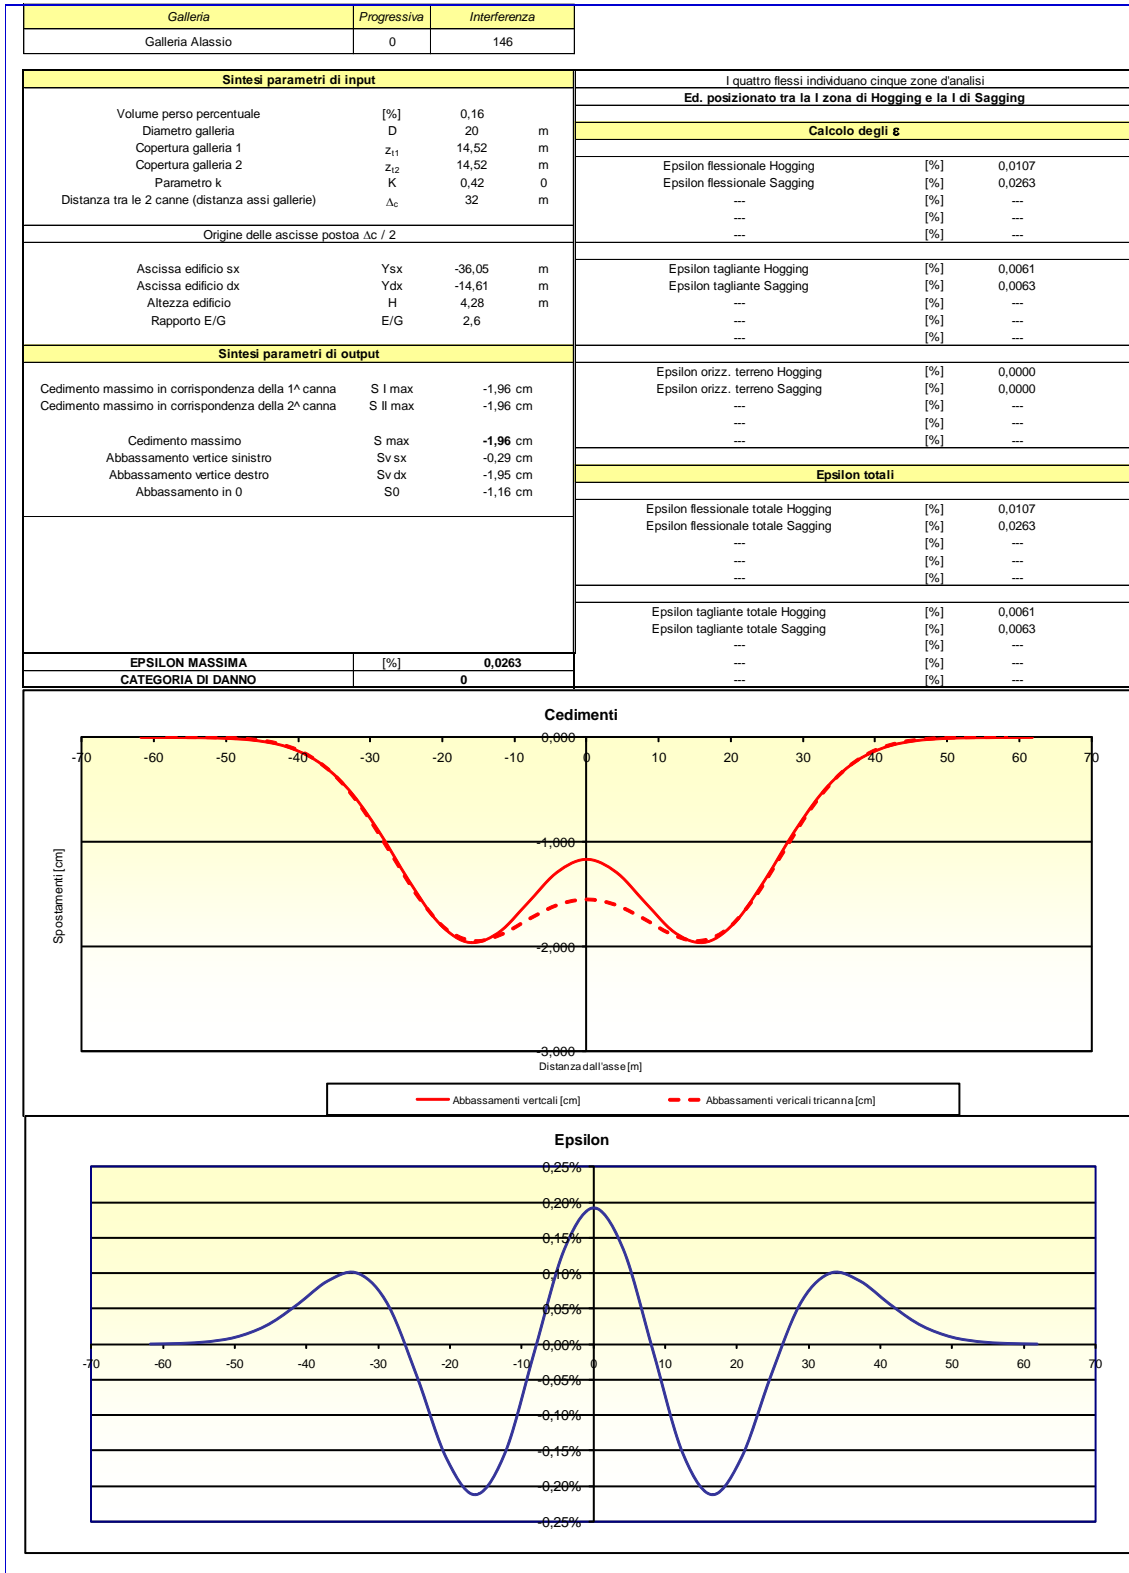 Galleria Progressiva Interferenza
Galleria Alassio 0 146
Sintesi parametri di input
Volume perso percentuale [%] 0,16
Diametro galleria D 20 m
Copertura galleria 1 zt1 14,52 m
Copertura galleria 2 zt2 14,52 m
Parametro k K 0,42 0
Distanza tra le 2 canne (distanza assi gallerie) Δc 32 m
Origine delle ascisse postoa Δc / 2
Ascissa edificio sx Ysx -36,05 m
Ascissa edificio dx Ydx -14,61 m
Altezza edificio H 4,28 m
Rapporto E/G E/G 2,6
Sintesi parametri di output
Cedimento massimo in corrispondenza della 1^ canna S I max -1,96 cm
Cedimento massimo in corrispondenza della 2^ canna S II max -1,96 cm
Cedimento massimo S max -1,96 cm
Abbassamento vertice sinistro Sv sx -0,29 cm
Abbassamento vertice destro Sv dx -1,95 cm
Abbassamento in 0 S0 -1,16 cm
EPSILON MASSIMA [%] 0,0263
CATEGORIA DI DANNO 0
I quattro flessi individuano cinque zone d'analisi
Ed. posizionato tra la I zona di Hogging e la I di Sagging
Calcolo degli ε
Epsilon flessionale Hogging [%] 0,0107
Epsilon flessionale Sagging [%] 0,0263
--- [%] ---
--- [%] ---
--- [%] ---
Epsilon tagliante Hogging [%] 0,0061
Epsilon tagliante Sagging [%] 0,0063
--- [%] ---
--- [%] ---
--- [%] ---
Epsilon orizz. terreno Hogging [%] 0,0000
Epsilon orizz. terreno Sagging [%] 0,0000
--- [%] ---
--- [%] ---
--- [%] ---
Epsilon totali
Epsilon flessionale totale Hogging [%] 0,0107
Epsilon flessionale totale Sagging [%] 0,0263
--- [%] ---
--- [%] ---
--- [%] ---
Epsilon tagliante totale Hogging [%] 0,0061
Epsilon tagliante totale Sagging [%] 0,0063
--- [%] ---
--- [%] ---
--- [%] ---
Cedimenti
0,000
-70 -60 -50 -40 -30 -20 -10 0 10 20 30 40 50 60 70
-1,000
-2,000
-3,000
Spostamenti [cm]
Distanza dall'asse [m]
Abbassamenti vertcali [cm] Abbassamenti vericali tricanna [cm]
Epsilon
0,25%
0,20%
0,15%
0,10%
0,05%
0,00%
-70 -60 -50 -40 -30 -20 -10 0 10 20 30 40 50 60 70
-0,05%
-0,10%
-0,15%
-0,20%
-0,25%